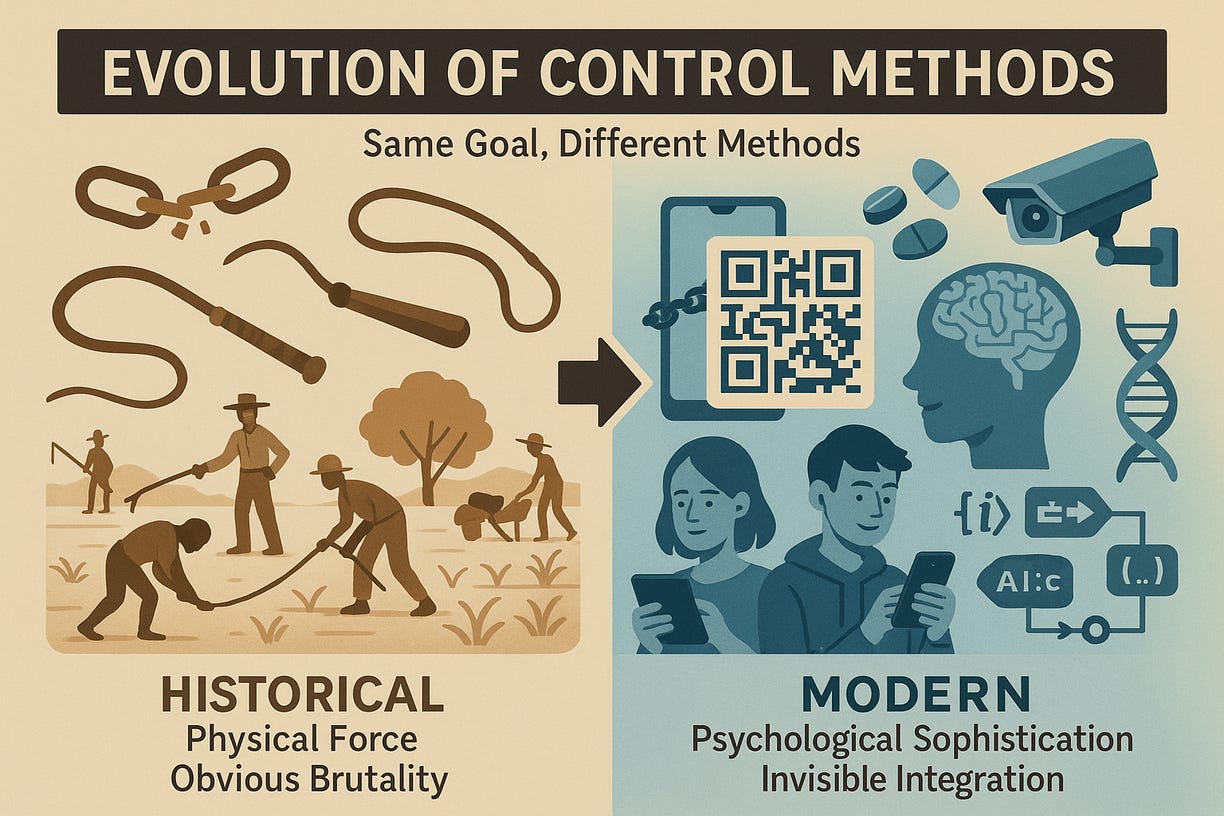 EVOLUTION OF CONTROL METHODS
Same Goal, Different Methods
{i}
AI:c
(..)
HISTORICAL
Physical Force
Obvious Brutality
MODERN
Psychological Sophistication
Invisible Integration